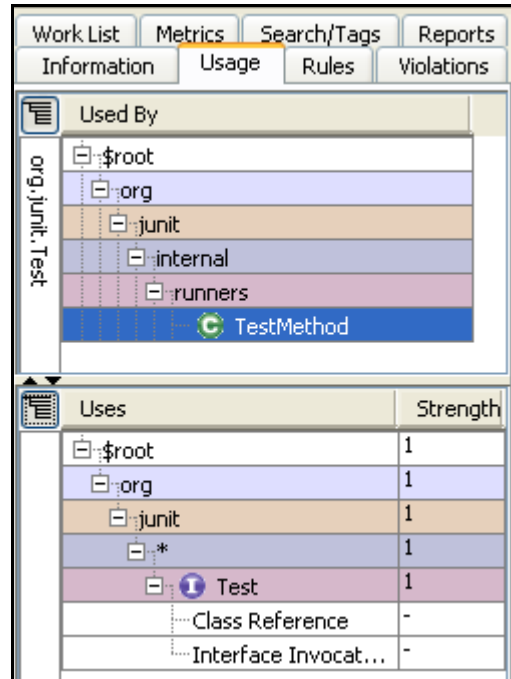 Work List Metrics Search/Tags Reports
Information Usage Rules Violations
Used By
org.junit.Test
$root
org
junit
internal
runners
C TestMethod
Uses Strength
$root 1
org 1
junit 1
* 1
I Test 1
Class Reference -
Interface Invocat... -